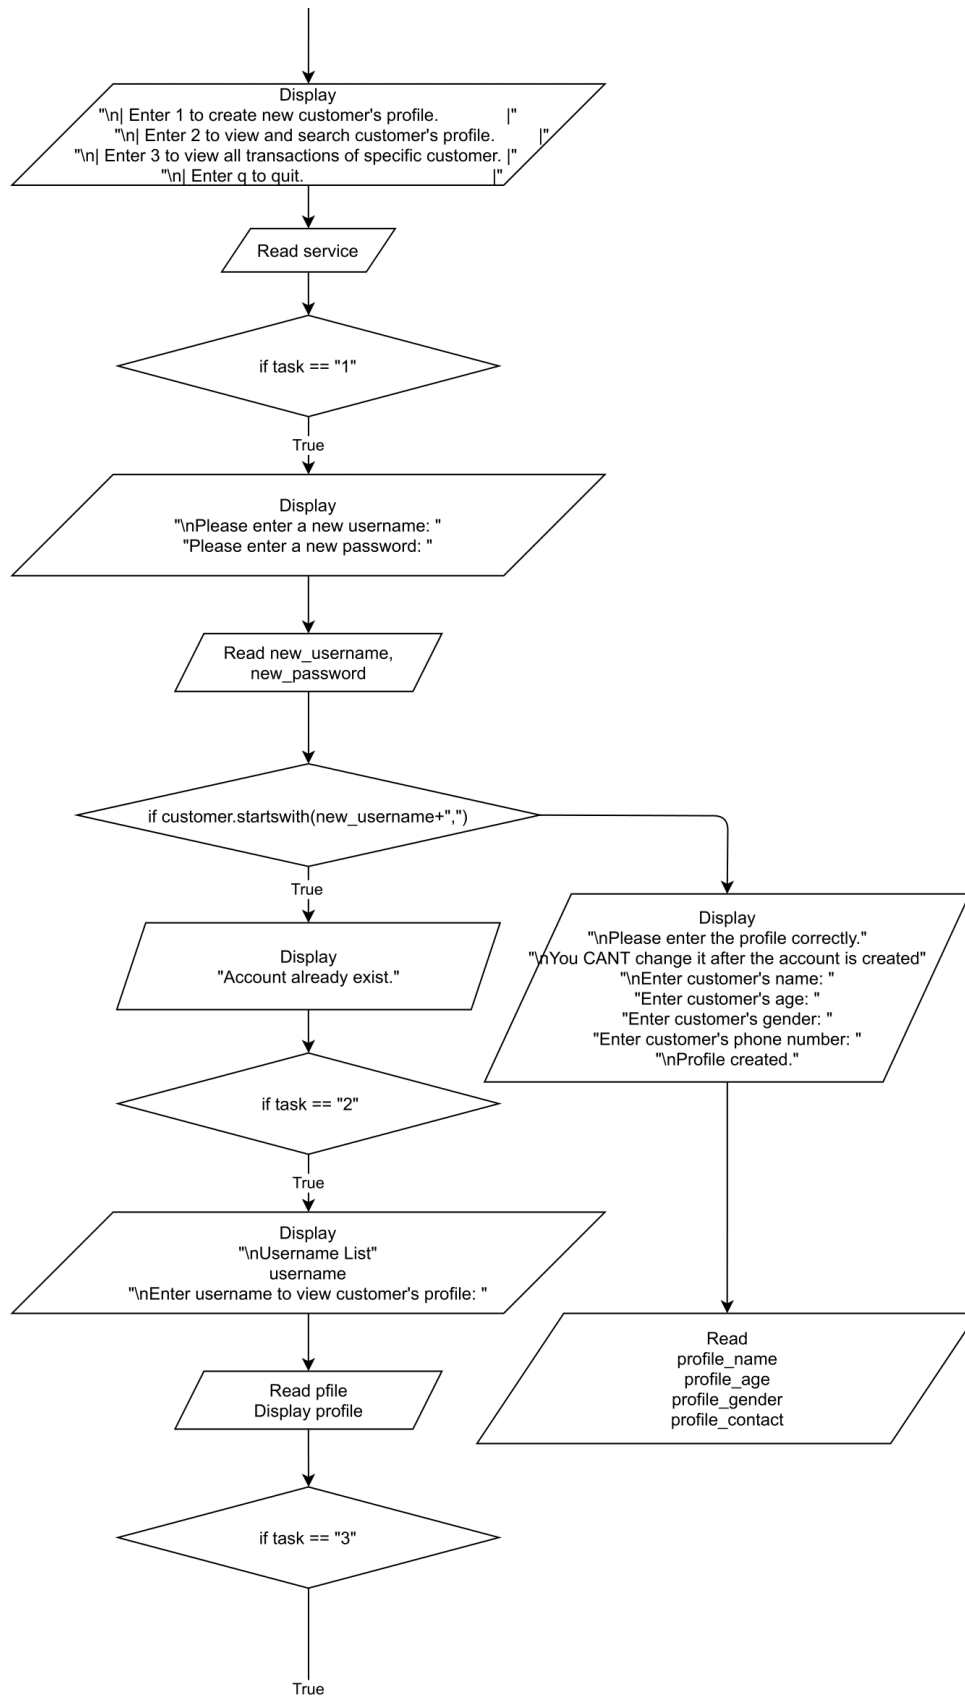 Display
"\n| Enter 1 to create new customer's profile. |"
"\n| Enter 2 to view and search customer's profile. |"
"\n| Enter 3 to view all transactions of specific customer. |"
"\n| Enter q to quit. |"
Read service
if task == "1"
True
Display
"\nPlease enter a new username: "
"Please enter a new password: "
Read new_username,
new_password
if customer.startswith(new_username+",")
True
Display
"Account already exist."
Display
"\nPlease enter the profile correctly."
"\nYou CANT change it after the account is created"
"\nEnter customer's name: "
"Enter customer's age: "
"Enter customer's gender: "
"Enter customer's phone number: "
"\nProfile created."
if task == "2"
True
Display
"\nUsername List"
username
"\nEnter username to view customer's profile: "
Read
profile_name
profile_age
profile_gender
profile_contact
Read pfile
Display profile
if task == "3"
True